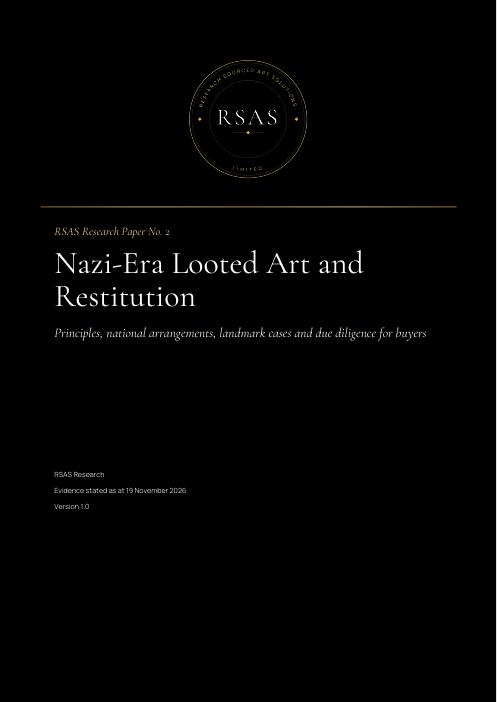 RESEARCH SOURCED ART SOLUTIONS
RSAS
LIMITED
RSAS Research Paper No. 2
Nazi-Era Looted Art and
Restitution
Principles, national arrangements, landmark cases and due diligence for buyers
RSAS Research
Evidence stated as at 19 November 2026
Version 1.0